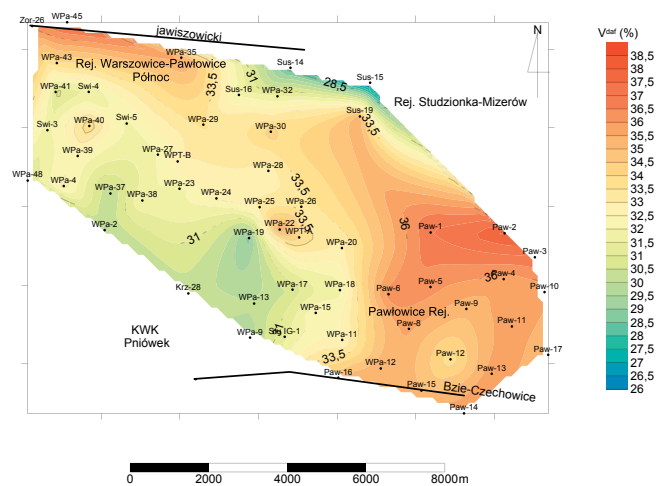 WPa-45
Zor-26
jawiszowicki
N
Vdaf (%)
WPa-35
WPa-43
Rej. Warszowice-Pawłowice
Północ
33,5
31
Sus-14
28,5
Sus-15
WPa-41
Swi-4
Sus-16
WPa-32
Rej. Studzionka-Mizerów
Sus-19
33,5
Swi-3
WPa-40
Swi-5
WPa-29
WPa-30
WPa-39
WPa-27
WPT-B
WPa-28
WPa-48
WPa-4
WPa-37
WPa-38
WPa-23
WPa-24
33,5
WPa-25
WPa-26
33,5
WPa-2
31
WPa-19
WPa-22
WPT-A
WPa-20
36
Paw-1
Paw-2
Paw-3
Krz-28
WPa-17
WPa-18
WPa-13
WPa-15
Paw-6
Paw-5
36
Paw-4
Paw-10
Paw-9
Pawłowice Rej.
Paw-8
Paw-11
KWK
Pniówek
WPa-9
31
IG-1
WPa-11
33,5
WPa-12
Paw-12
Paw-17
Paw-16
Paw-13
Paw-15
Bzie-Czechowice
Paw-14
38,5
38
37,5
37
36,5
36
35,5
35
34,5
34
33,5
33
32,5
32
31,5
31
30,5
30
29,5
29
28,5
28
27,5
27
26,5
26
0 2000 4000 6000 8000m